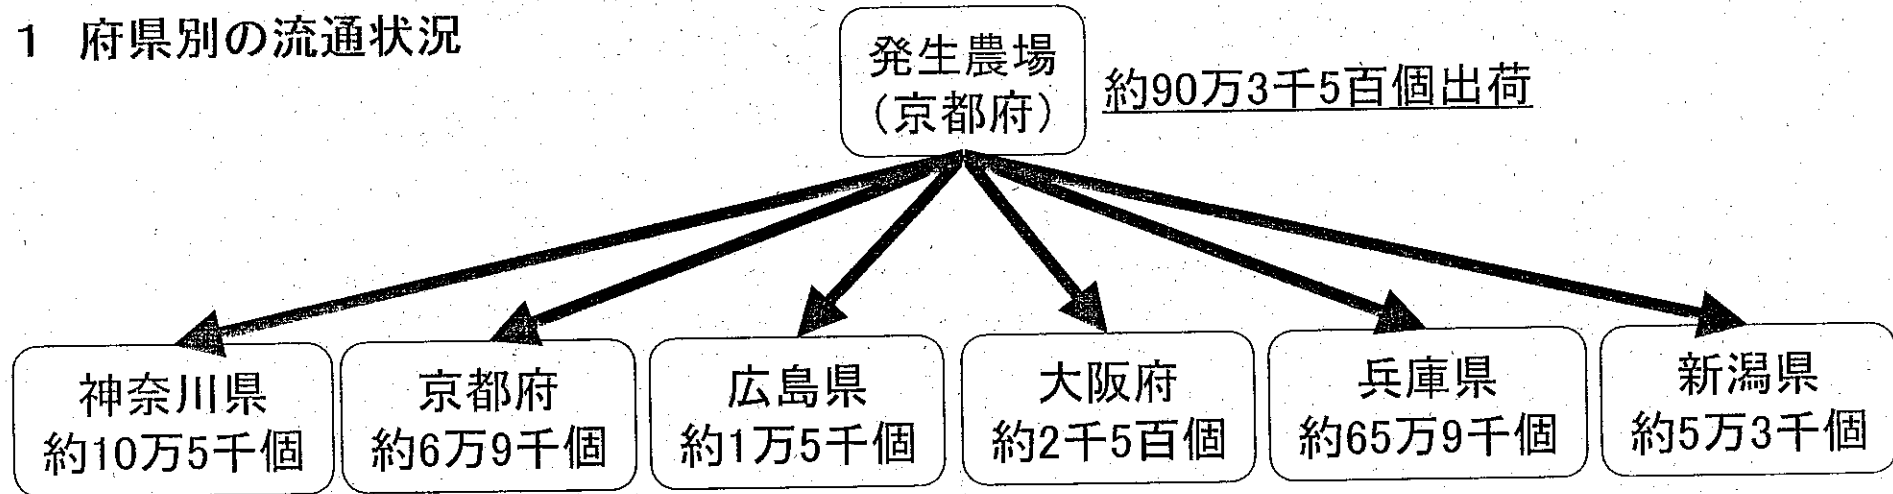 1 府県別の流通状況
発生農場
(京都府)
約90万3千5百個出荷
神奈川県
約10万5千個
京都府
約6万9千個
広島県
約1万5千個
大阪府
約2千5百個
兵庫県
約65万9千個
新潟県
約5万3千個